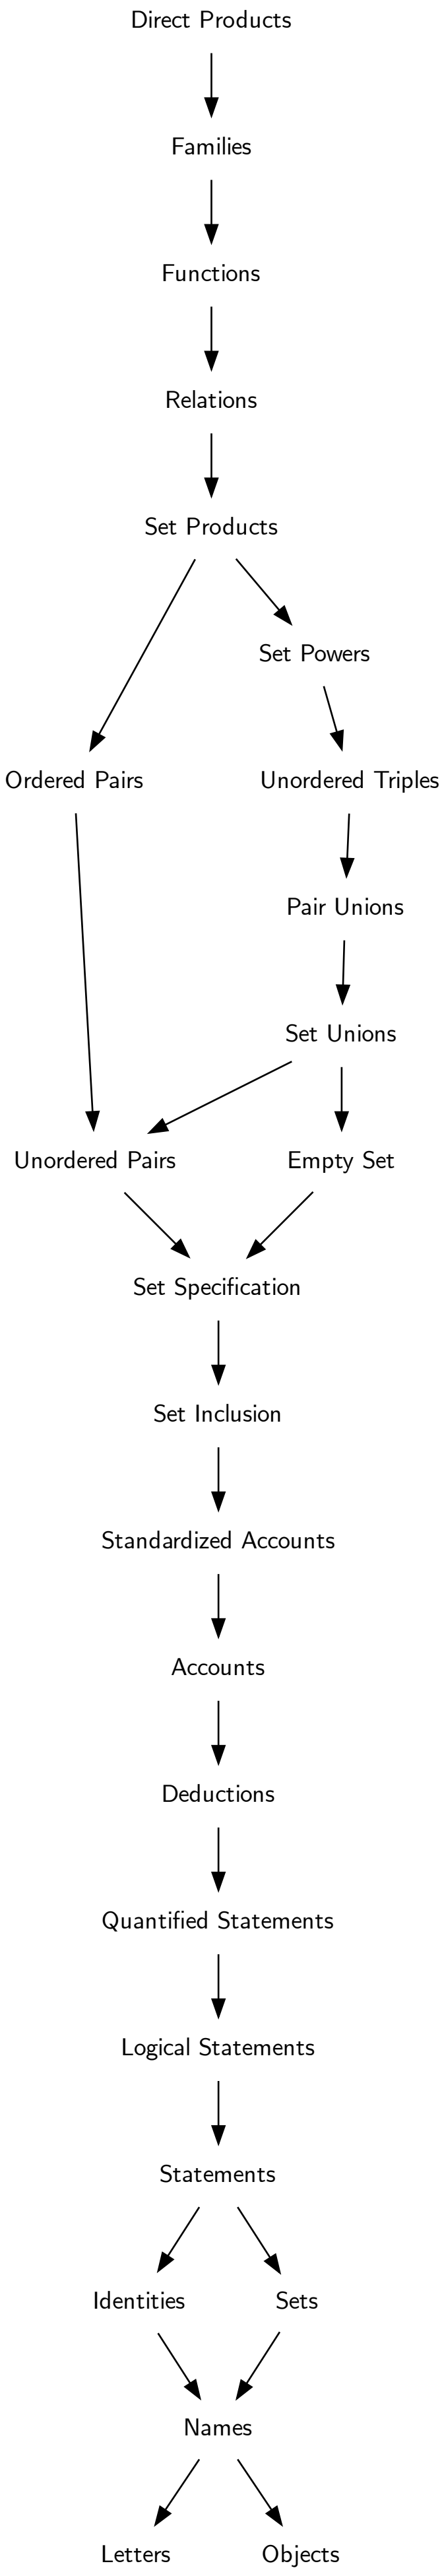 Direct Products
Families
Functions
Relations
Set Products
Set Powers
Ordered Pairs
Unordered Triples
Pair Unions
Set Unions
Unordered Pairs
Empty Set
Set Specification
Set Inclusion
Standardized Accounts
Accounts
Deductions
Quantified Statements
Logical Statements
Statements
Identities
Sets
Names
Letters
Objects